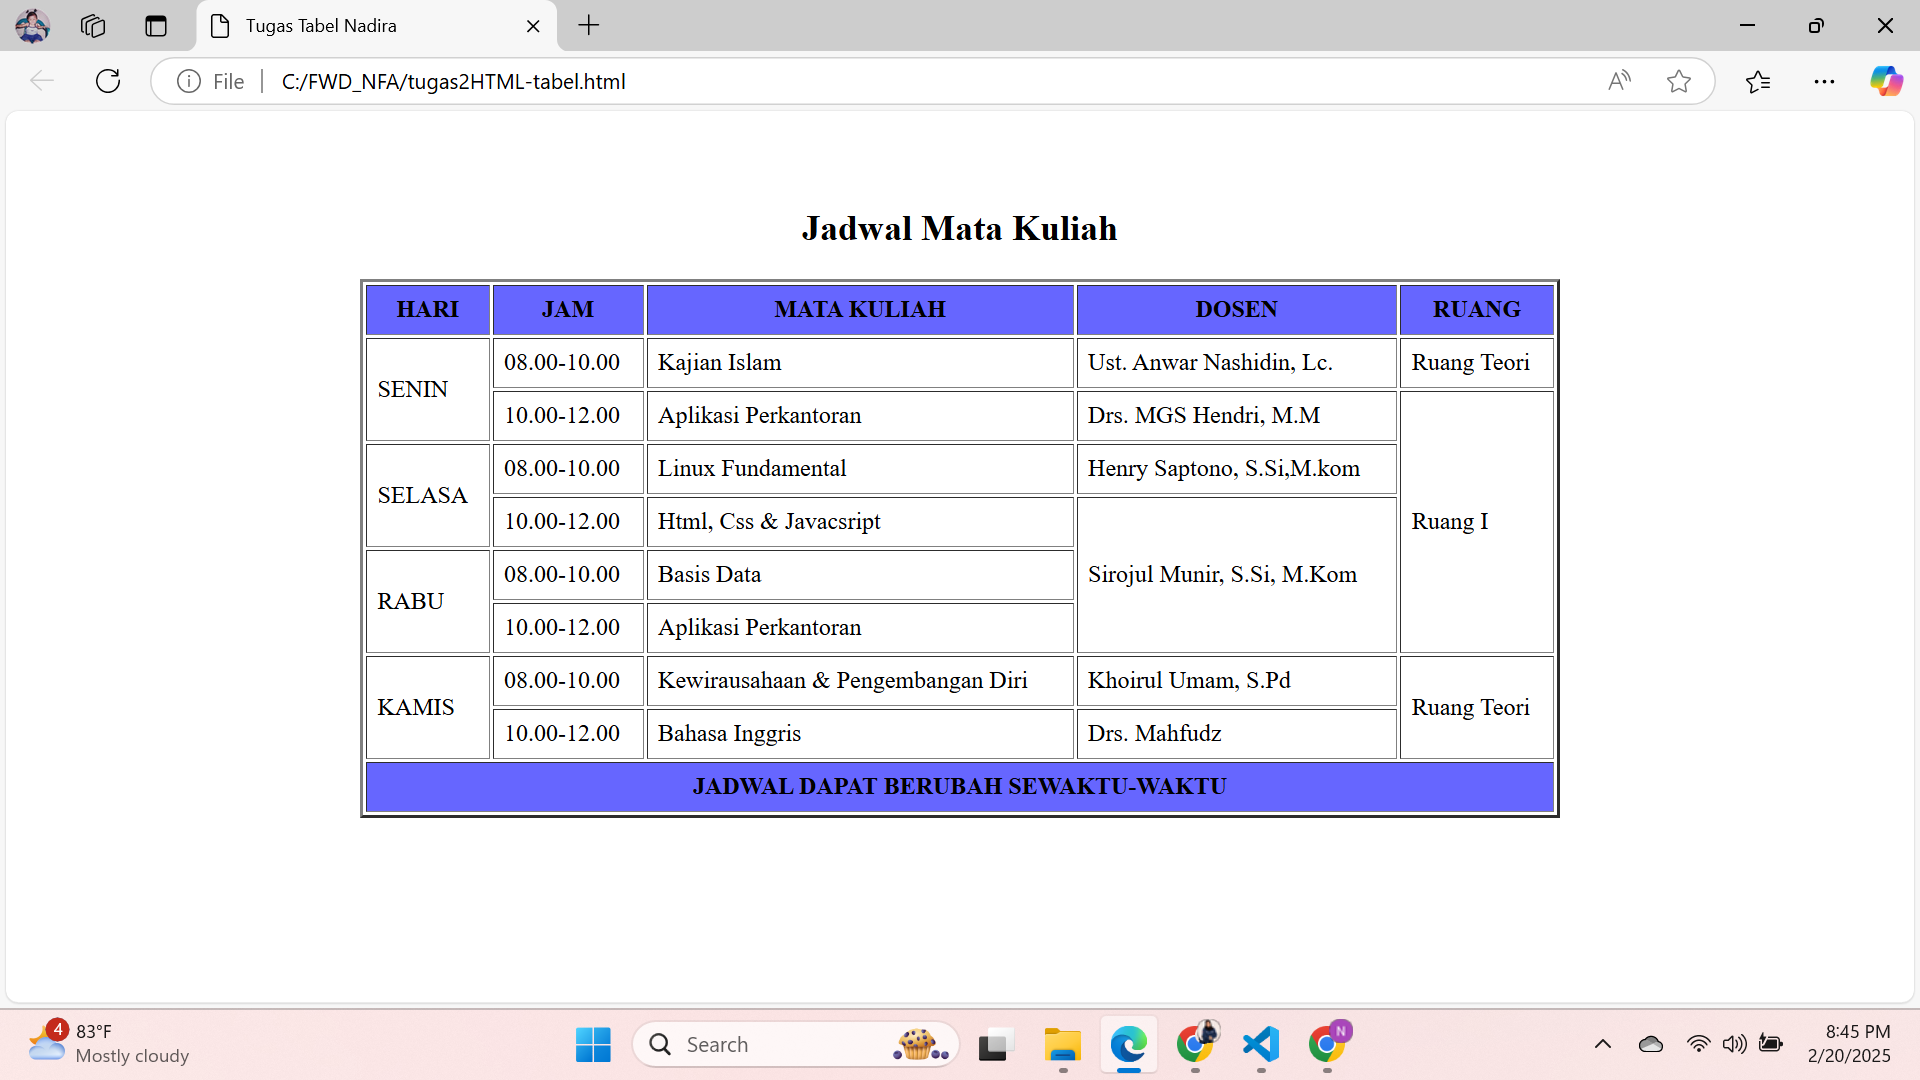 Tugas Tabel Nadira
File
C:/FWD_NFA/tugas2HTML-tabel.html
Jadwal Mata Kuliah
HARI JAM MATA KULIAH DOSEN RUANG
SENIN 08.00-10.00 Kajian Islam Ust. Anwar Nashidin, Lc. Ruang Teori
10.00-12.00 Aplikasi Perkantoran Drs. MGS Hendri, M.M Ruang I
SELASA 08.00-10.00 Linux Fundamental Henry Saptono, S.Si,M.kom
10.00-12.00 Html, Css & Javacsript Sirojul Munir, S.Si, M.Kom
RABU 08.00-10.00 Basis Data
10.00-12.00 Aplikasi Perkantoran
KAMIS 08.00-10.00 Kewirausahaan & Pengembangan Diri Khoirul Umam, S.Pd Ruang Teori
10.00-12.00 Bahasa Inggris Drs. Mahfudz
JADWAL DAPAT BERUBAH SEWAKTU-WAKTU
4
83°F
Mostly cloudy
Search
N
8:45 PM
2/20/2025